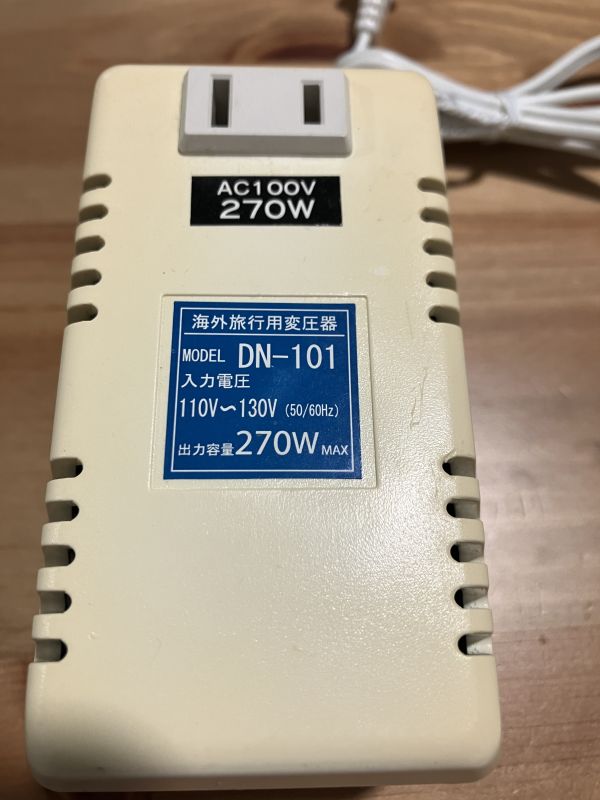 AC100V
270W
海外旅行用変圧器
MODEL DN-101
入力電圧
110V〜130V (50/60Hz)
出力容量270W MAX